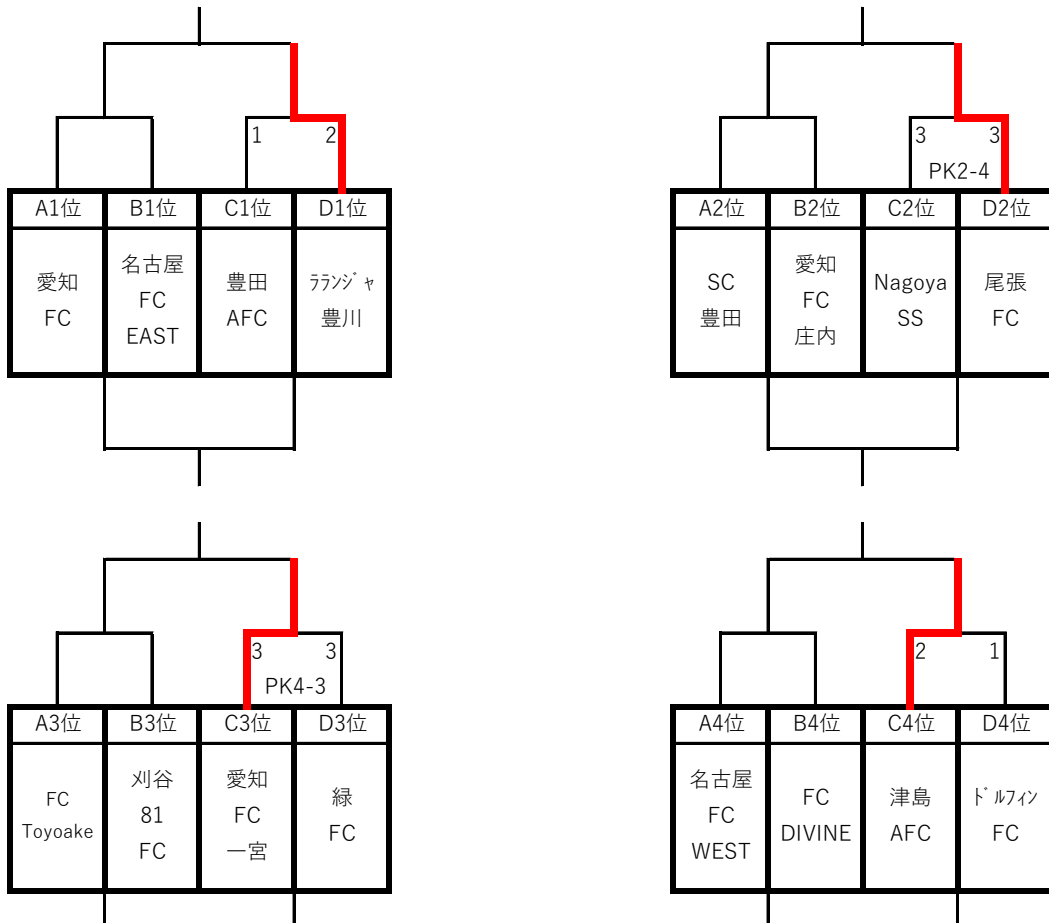 1 2
3 3
PK2-4
A1位 B1位 C1位 D1位
A2位 B2位 C2位 D2位
愛知
FC
名古屋
FC
EAST
豊田
AFC
ﾗﾗﾝｼﾞｬ
豊川
SC
豊田
愛知
FC
庄内
Nagoya
SS
尾張
FC
3 3
PK4-3
2 1
A3位 B3位 C3位 D3位
A4位 B4位 C4位 D4位
FC
Toyoake
刈谷
81
FC
愛知
FC
一宮
緑
FC
名古屋
FC
WEST
FC
DIVINE
津島
AFC
ﾄﾞﾙﾌｨﾝ
FC